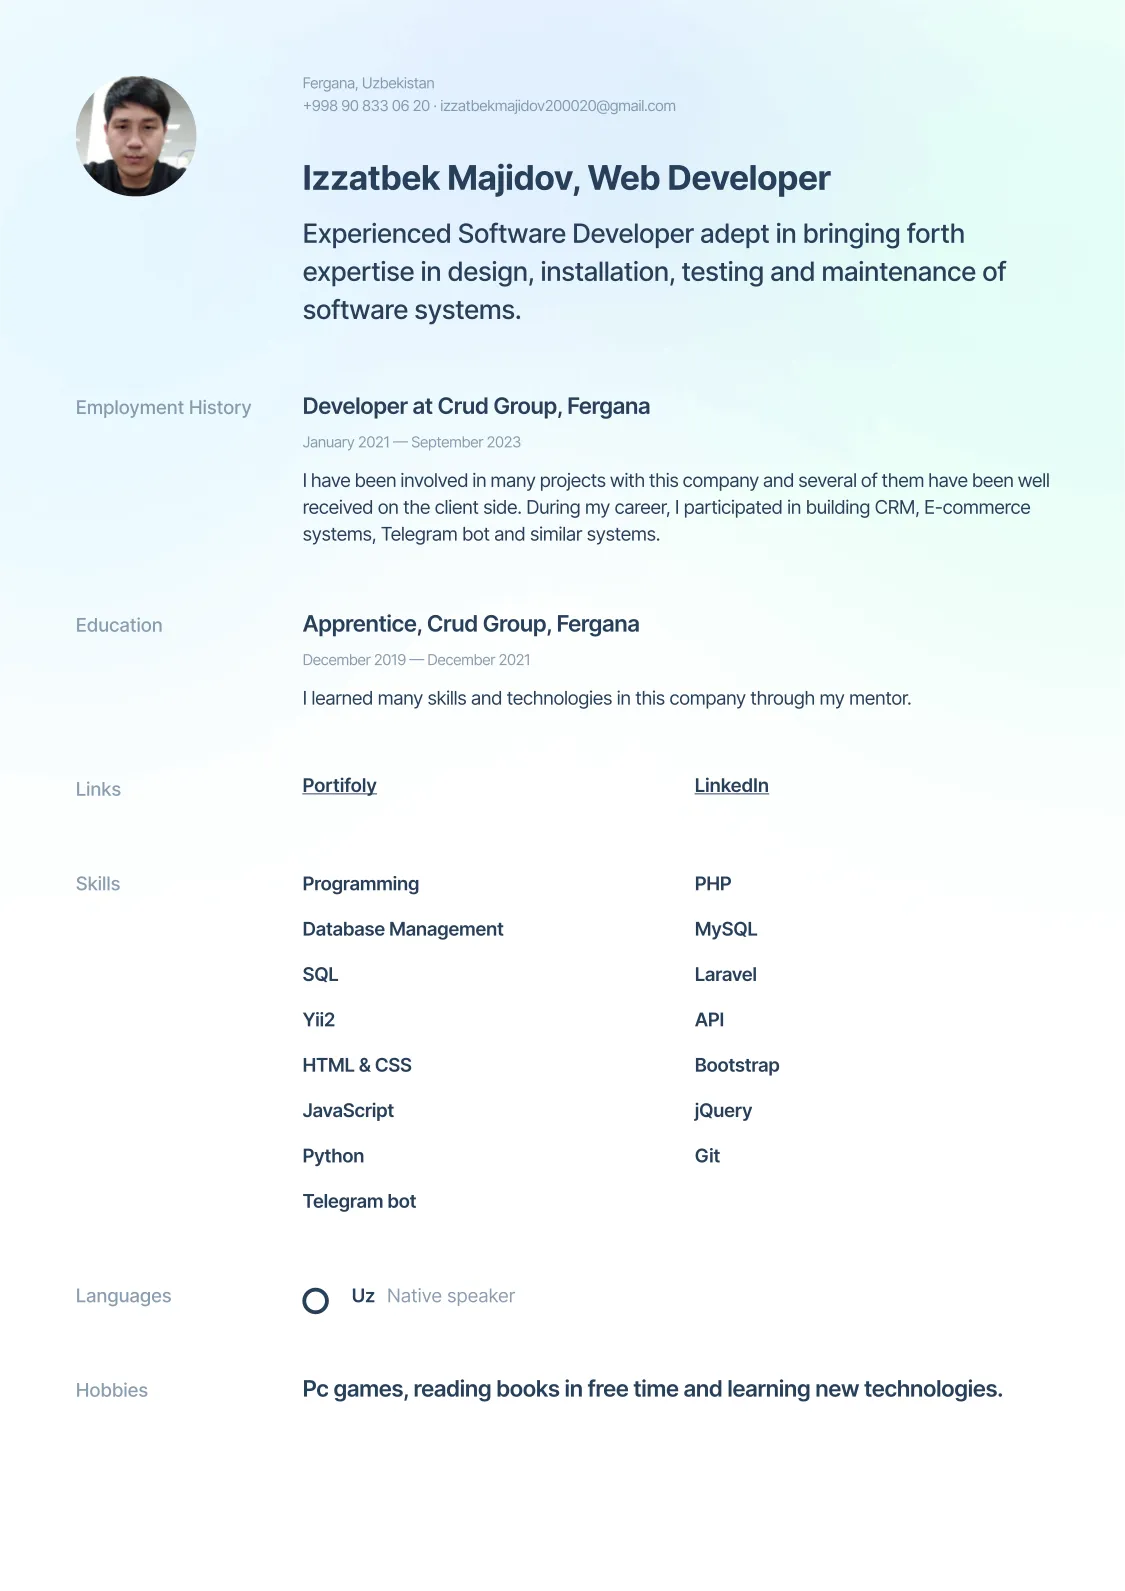 Fergana, Uzbekistan
+998 90 833 06 20 · izzatbekmajidov200020@gmail.com
Izzatbek Majidov, Web Developer
Experienced Software Developer adept in bringing forth
expertise in design, installation, testing and maintenance of
software systems.
Employment History
Developer at Crud Group, Fergana
January 2021 — September 2023
I have been involved in many projects with this company and several of them have been well
received on the client side. During my career, I participated in building CRM, E-commerce
systems, Telegram bot and similar systems.
Education
Apprentice, Crud Group, Fergana
December 2019 — December 2021
I learned many skills and technologies in this company through my mentor.
Links
Portifoly LinkedIn
Skills
Programming PHP
Database Management MySQL
SQL Laravel
Yii2 API
HTML & CSS Bootstrap
JavaScript jQuery
Python Git
Telegram bot
Languages
Uz Native speaker
Hobbies
Pc games, reading books in free time and learning new technologies.